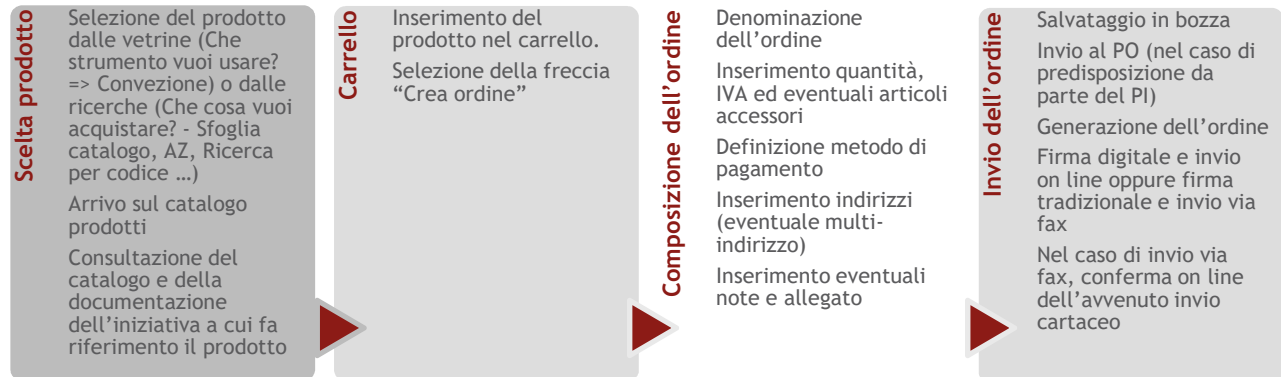 Scelta prodotto
Selezione del prodotto
dalle vetrine (Che
strumento vuoi usare?
=> Convezione) o dalle
ricerche (Che cosa vuoi
acquistare? - Sfoglia
catalogo, AZ, Ricerca
per codice …)
Arrivo sul catalogo
prodotti
Consultazione del
catalogo e della
documentazione
dell’iniziativa a cui fa
riferimento il prodotto
Carrello
Inserimento del
prodotto nel carrello.
Selezione della freccia
“Crea ordine”
Composizione dell’ordine
Denominazione
dell’ordine
Inserimento quantità,
IVA ed eventuali articoli
accessori
Definizione metodo di
pagamento
Inserimento indirizzi
(eventuale multi-
indirizzo)
Inserimento eventuali
note e allegato
Invio dell’ordine
Salvataggio in bozza
Invio al PO (nel caso di
predisposizione da
parte del PI)
Generazione dell’ordine
Firma digitale e invio
on line oppure firma
tradizionale e invio via
fax
Nel caso di invio via
fax, conferma on line
dell’avvenuto invio
cartaceo